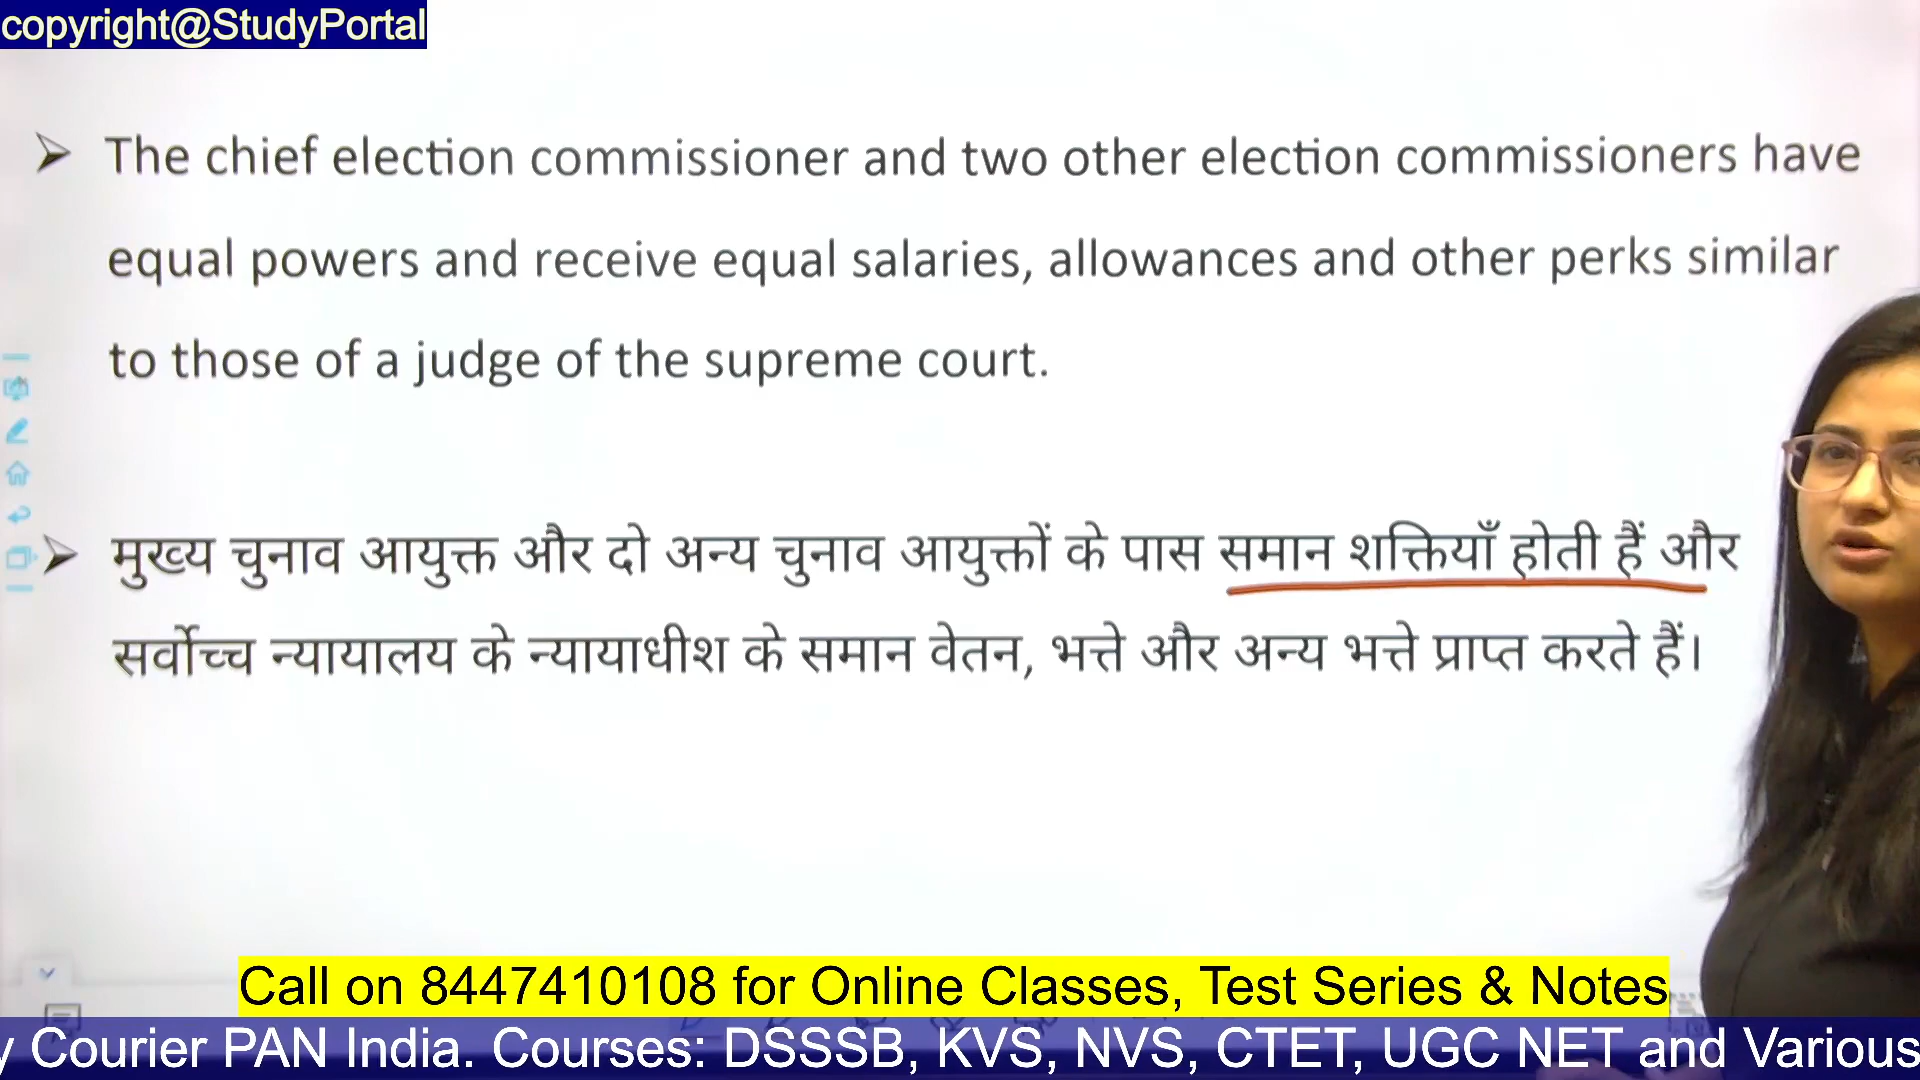 copyright@StudyPortal
The chief election commissioner and two other election commissioners have
equal powers and receive equal salaries, allowances and other perks similar
to those of a judge of the supreme court.
मुख्य चुनाव आयुक्त और दो अन्य चुनाव आयुक्तों के पास समान शक्तियाँ होती हैं और
सर्वोच्च न्यायालय के न्यायाधीश के समान वेतन, भत्ते और अन्य भत्ते प्राप्त करते हैं।
Call on 8447410108 for Online Classes, Test Series & Notes
y Courier PAN India. Courses: DSSSB, KVS, NVS, CTET, UGC NET and Various